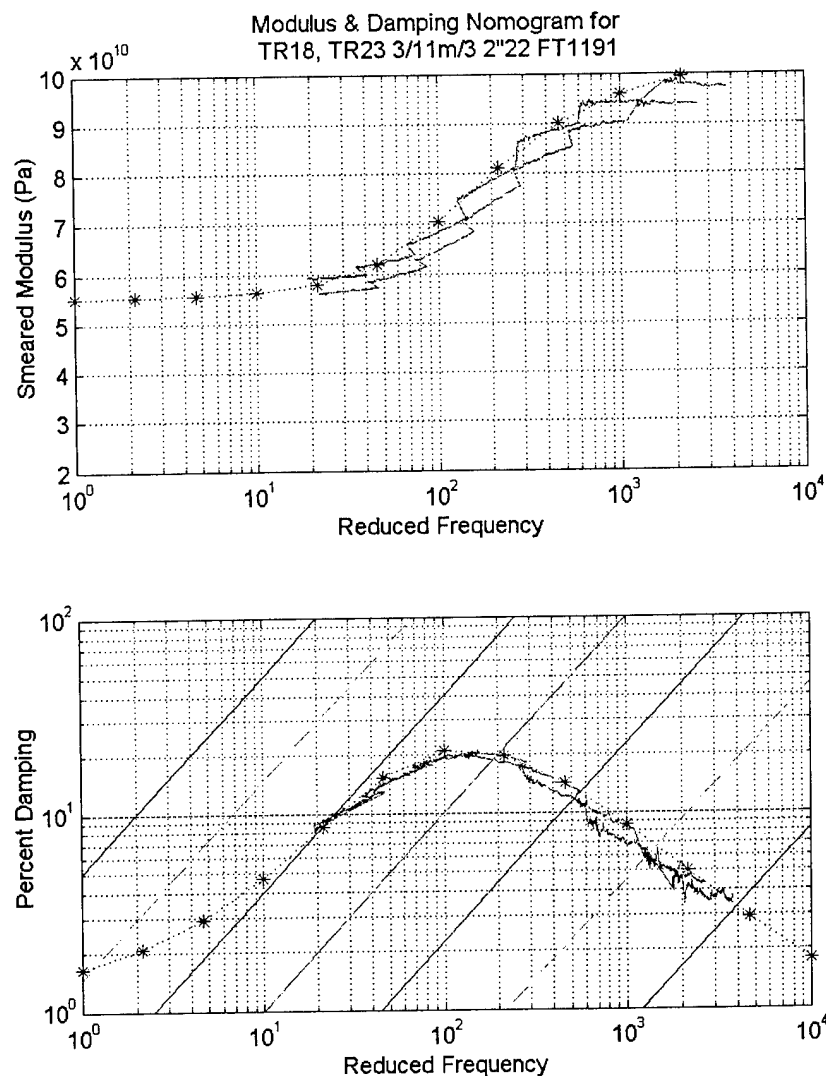 Modulus & Damping Nomogram for
TR18, TR23 3/11m/3 2"22 FT1191
x 10^10
10
9
8
7
6
5
4
3
2
Smeared Modulus (Pa)
10^0 10^1 10^2 10^3 10^4
Reduced Frequency
10^2
10^1
10^0
Percent Damping
10^0 10^1 10^2 10^3 10^4
Reduced Frequency